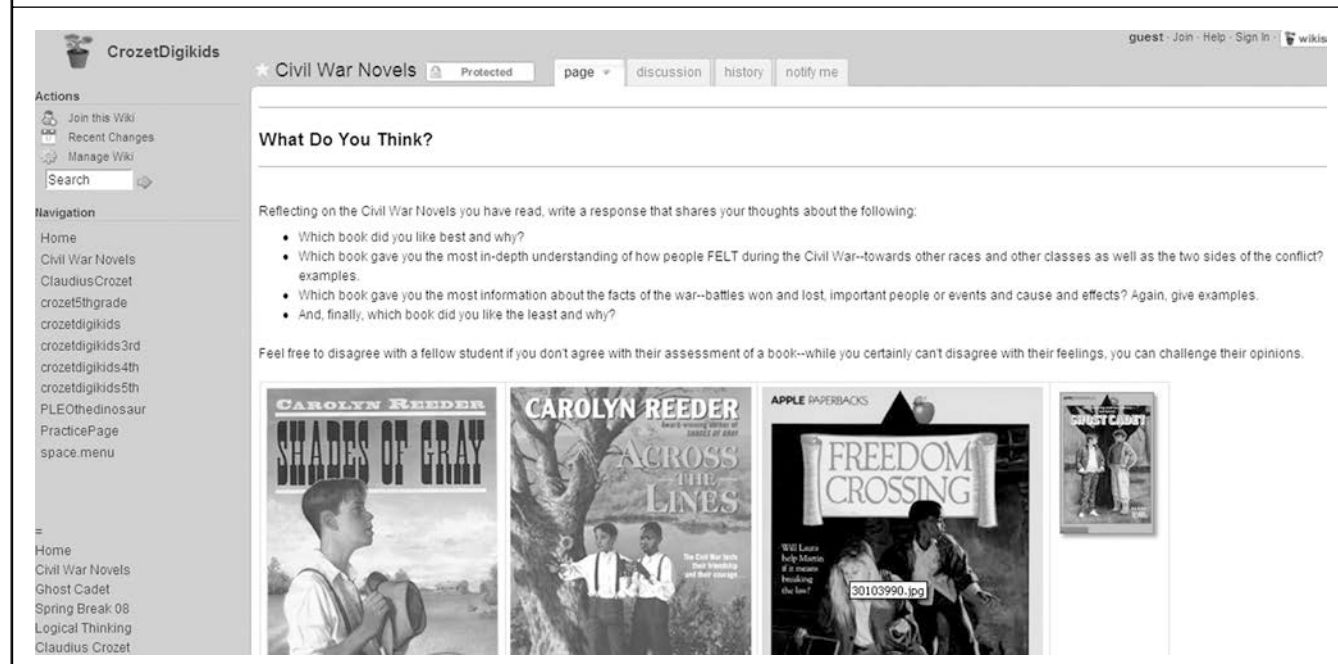 guest · Join · Help · Sign In ·
CrozetDigikids
Civil War Novels
Protected
page
discussion
history
notify me
Actions
Join this Wiki
Recent Changes
Manage Wiki
Search
Navigation
Home
Civil War Novels
ClaudiusCrozet
crozet5thgrade
crozetdigikids
crozetdigikids3rd
crozetdigikids4th
crozetdigikids5th
PLEOthedinosaur
PracticePage
space.menu
=
Home
Civil War Novels
Ghost Cadet
Spring Break 08
Logical Thinking
Claudius Crozet
What Do You Think?
Reflecting on the Civil War Novels you have read, write a response that shares your thoughts about the following:
• Which book did you like best and why?
• Which book gave you the most in-depth understanding of how people FELT during the Civil War--towards other races and other classes as well as the two sides of the conflict?
examples.
• Which book gave you the most information about the facts of the war--battles won and lost, important people or events and cause and effects? Again, give examples.
• And, finally, which book did you like the least and why?
Feel free to disagree with a fellow student if you don't agree with their assessment of a book--while you certainly can't disagree with their feelings, you can challenge their opinions.
CAROLYN REEDER
SHADES OF GRAY
CAROLYN REEDER
Award-winning author of
SHADES OF GRAY
ACROSS
THE
LINES
The Civil War tests
their friendship
and their courage...
APPLE PAPERBACKS
FREEDOM
CROSSING
Will Laura
help Martin
if it means
breaking
the law?
30103990.jpg
GHOST CADET